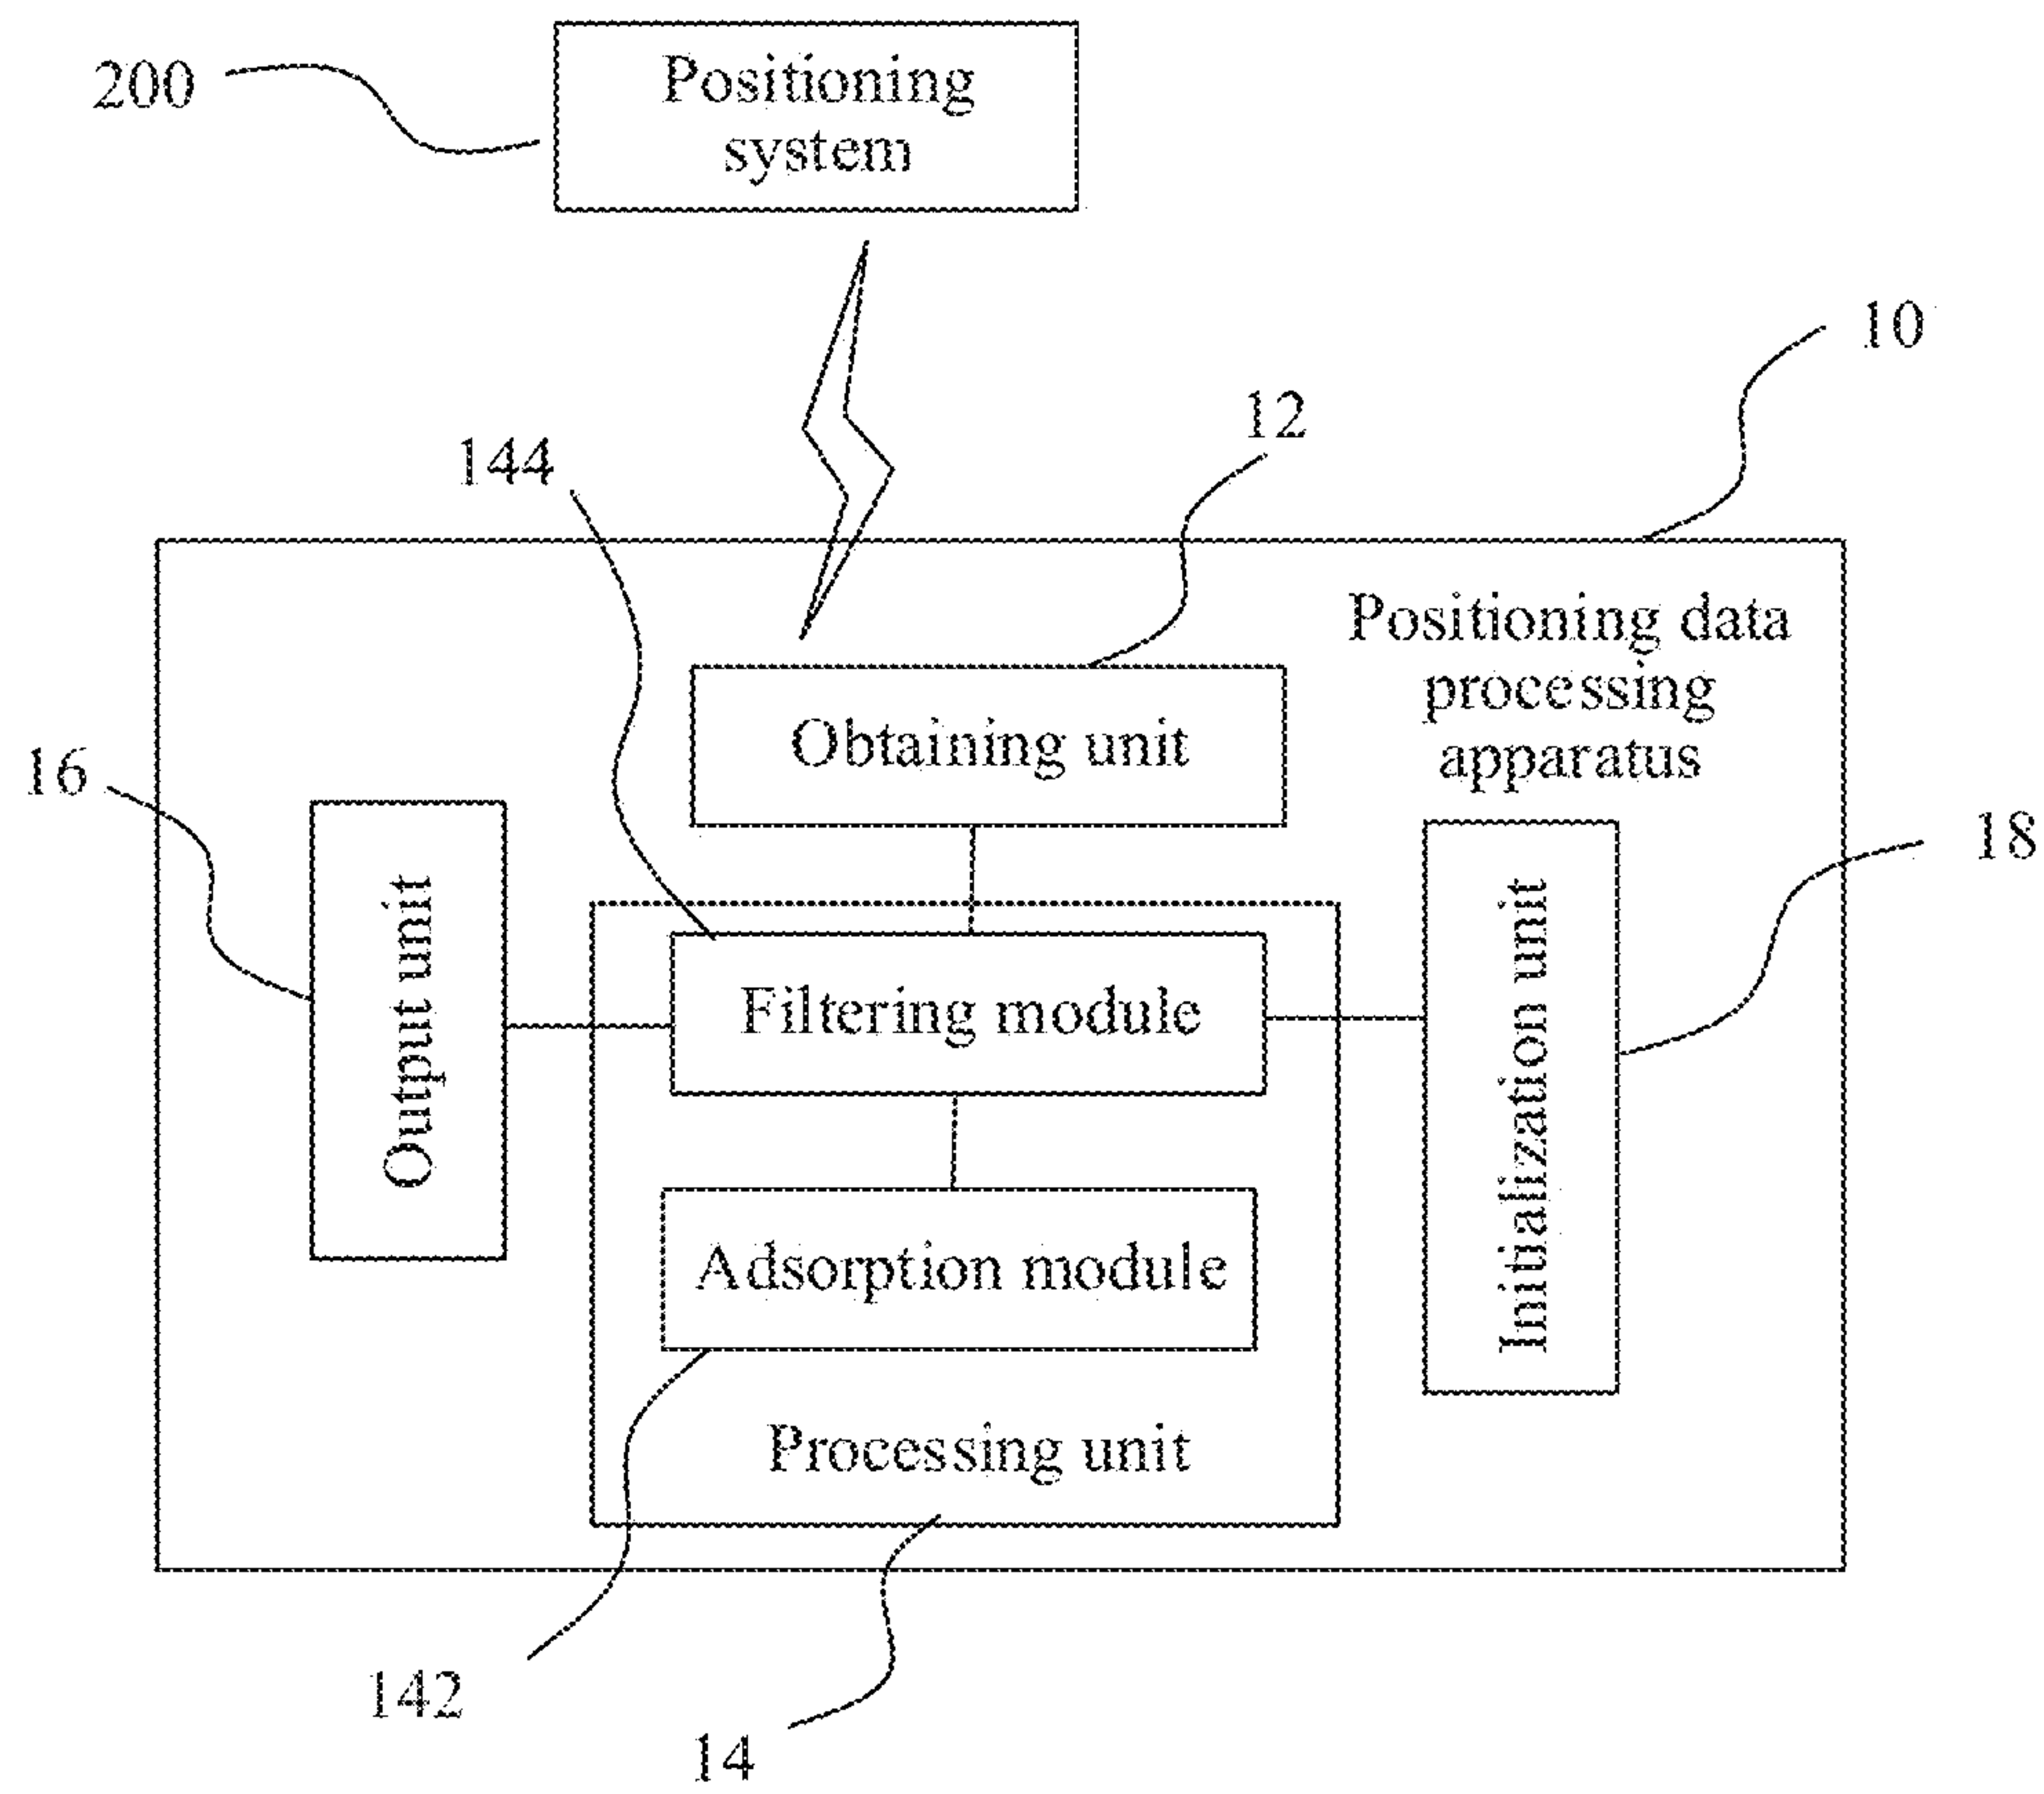 200
Positioning
system
10
12
144
Positioning data
processing
apparatus
Obtaining unit
16
18
Output unit
Filtering module
Initialization unit
Adsorption module
Processing unit
142
14